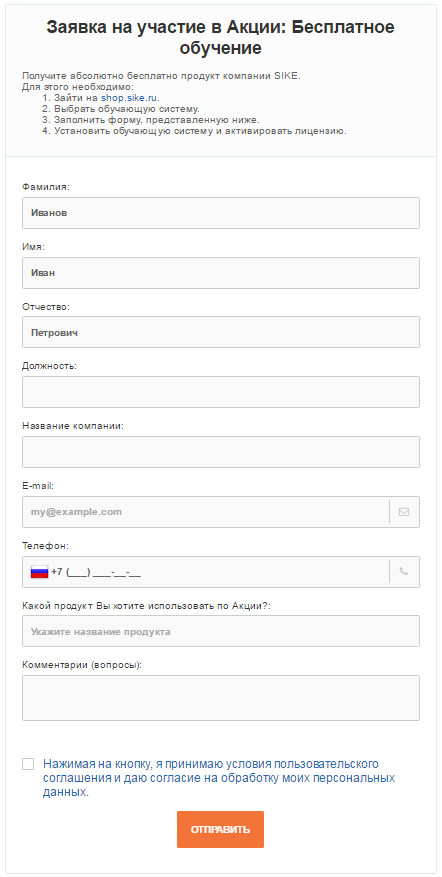 Заявка на участие в Акции: Бесплатное
обучение
Получите абсолютно бесплатно продукт компании SIKE.
Для этого необходимо:
1. Зайти на shop.sike.ru.
2. Выбрать обучающую систему.
3. Заполнить форму, представленную ниже.
4. Установить обучающую систему и активировать лицензию.
Фамилия:
Иванов
Имя:
Иван
Отчество:
Петрович
Должность:
Название компании:
E-mail:
my@example.com
Телефон:
+7 (___) ___-__-__
Какой продукт Вы хотите использовать по Акции?:
Укажите название продукта
Комментарии (вопросы):
Нажимая на кнопку, я принимаю условия пользовательского
соглашения и даю согласие на обработку моих персональных
данных.
ОТПРАВИТЬ